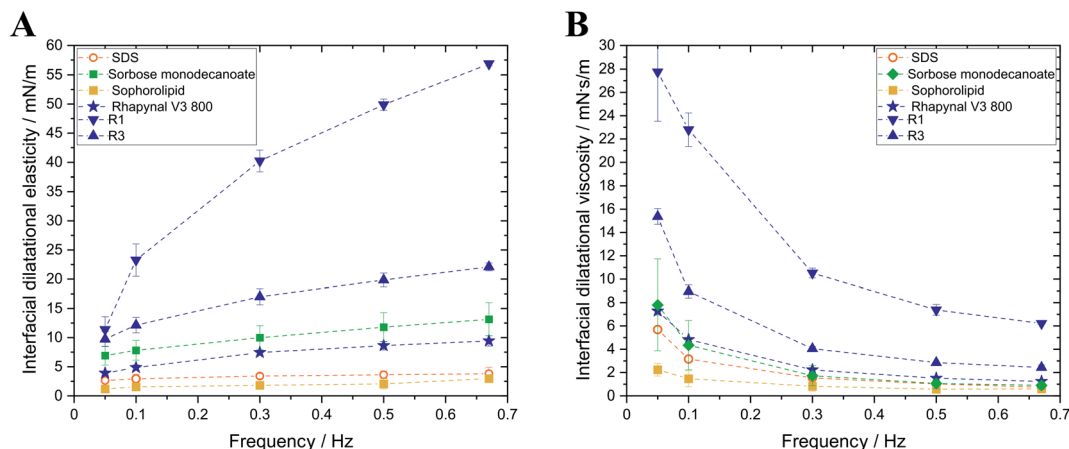 A
60
55
50
45
40
35
30
25
20
15
10
5
0
Interfacial dilatational elasticity / mN/m
SDS
Sorbose monodecanoate
Sophorolipid
Rhapynal V3 800
R1
R3
0 0.1 0.2 0.3 0.4 0.5 0.6 0.7
Frequency / Hz
B
30
28
26
24
22
20
18
16
14
12
10
8
6
4
2
0
Interfacial dilatational viscosity / mN·s/m
SDS
Sorbose monodecanoate
Sophorolipid
Rhapynal V3 800
R1
R3
0 0.1 0.2 0.3 0.4 0.5 0.6 0.7
Frequency / Hz